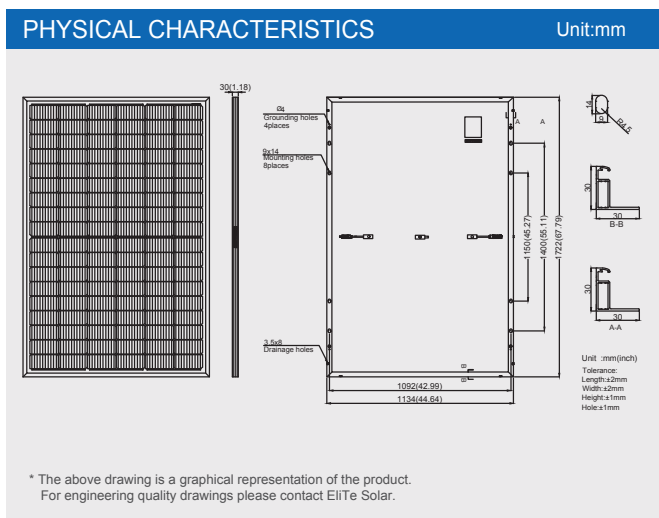 PHYSICAL CHARACTERISTICS
Unit:mm
30(1.18)
Ø4
Grounding holes
4places
9x14
Mounting holes
8places
3.5x8
Drainage holes
A
A
B
B
1150(45.27)
1400(55.11)
1722(67.79)
1092(42.99)
1134(44.64)
14
9
R4.5
30
30
B-B
30
30
A-A
Unit :mm(inch)
Tolerance:
Length:±2mm
Width:±2mm
Height:±1mm
Hole:±1mm
* The above drawing is a graphical representation of the product.
For engineering quality drawings please contact EliTe Solar.